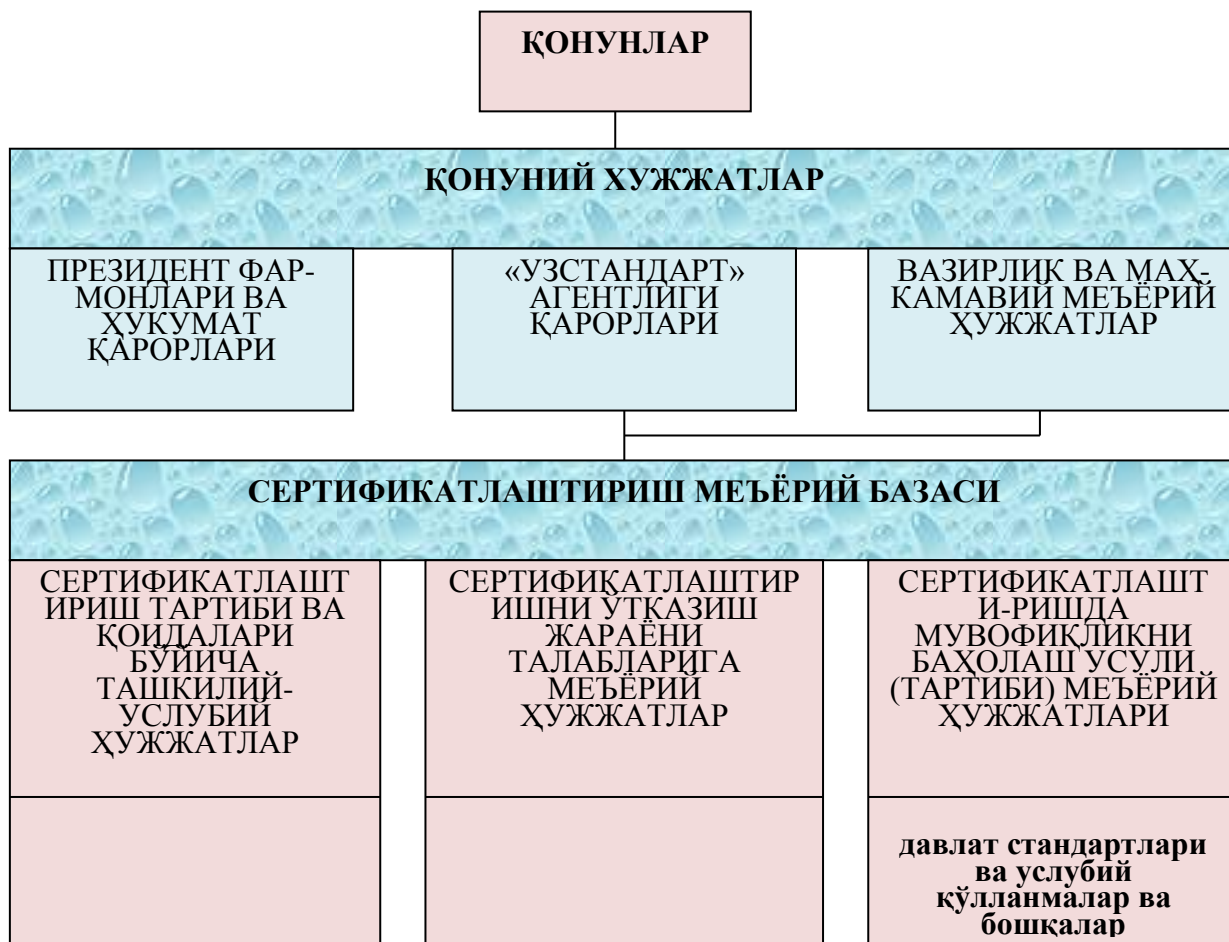 ҚОНУНЛАР
ҚОНУНИЙ ХУЖЖАТЛАР
ПРЕЗИДЕНТ ФАР-
МОНЛАРИ ВА
ҲУКУМАТ
ҚАРОРЛАРИ
«УЗСТАНДАРТ»
АГЕНТЛИГИ
ҚАРОРЛАРИ
ВАЗИРЛИК ВА МАҲ-
КАМАВИЙ МЕЪЁРИЙ
ҲУЖЖАТЛАР
СЕРТИФИКАТЛАШТИРИШ МЕЪЁРИЙ БАЗАСИ
СЕРТИФИКАТЛАШТ
ИРИШ ТАРТИБИ ВА
ҚОИДАЛАРИ
БЎЙИЧА
ТАШКИЛИЙ-
УСЛУБИЙ
ҲУЖЖАТЛАР
СЕРТИФИКАТЛАШТИР
ИШНИ ЎТКАЗИШ
ЖАРАЁНИ
ТАЛАБЛАРИГА
МЕЪЁРИЙ
ҲУЖЖАТЛАР
СЕРТИФИКАТЛАШТ
И-РИШДА
МУВОФИҚЛИКНИ
БАҲОЛАШ УСУЛИ
(ТАРТИБИ) МЕЪЁРИЙ
ҲУЖЖАТЛАРИ
давлат стандартлари
ва услубий
қўлланмалар ва
бошқалар